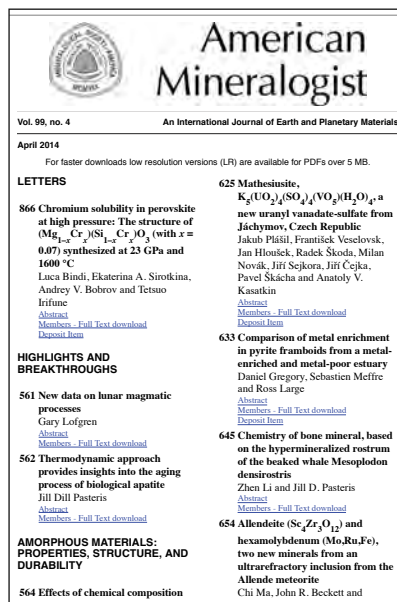 American
Mineralogist
Vol. 99, no. 4
An International Journal of Earth and Planetary Materials
April 2014
For faster downloads low resolution versions (LR) are available for PDFs over 5 MB.
LETTERS
866 Chromium solubility in perovskite
at high pressure: The structure of
(Mg1–xCrx)(Si1–xCrx)O3 (with x =
0.07) synthesized at 23 GPa and
1600 °C
Luca Bindi, Ekaterina A. Sirotkina,
Andrey V. Bobrov and Tetsuo
Irifune
Abstract
Members - Full Text download
Deposit Item
HIGHLIGHTS AND
BREAKTHROUGHS
561 New data on lunar magmatic
processes
Gary Lofgren
Abstract
Members - Full Text download
562 Thermodynamic approach
provides insights into the aging
process of biological apatite
Jill Dill Pasteris
Abstract
Members - Full Text download
AMORPHOUS MATERIALS:
PROPERTIES, STRUCTURE, AND
DURABILITY
564 Effects of chemical composition
625 Mathesiusite,
K5(UO2)4(SO4)4(VO5)(H2O)4, a
new uranyl vanadate-sulfate from
Jáchymov, Czech Republic
Jakub Plášil, František Veselovsk,
Jan Hloušek, Radek Škoda, Milan
Novák, Jiří Sejkora, Jiří Čejka,
Pavel Škácha and Anatoly V.
Kasatkin
Abstract
Members - Full Text download
Deposit Item
633 Comparison of metal enrichment
in pyrite framboids from a metal-
enriched and metal-poor estuary
Daniel Gregory, Sebastien Meffre
and Ross Large
Abstract
Members - Full Text download
Deposit Item
645 Chemistry of bone mineral, based
on the hypermineralized rostrum
of the beaked whale Mesoplodon
densirostris
Zhen Li and Jill D. Pasteris
Abstract
Members - Full Text download
654 Allendeite (Sc4Zr3O12) and
hexamolybdenum (Mo,Ru,Fe),
two new minerals from an
ultrarefractory inclusion from the
Allende meteorite
Chi Ma, John R. Beckett and